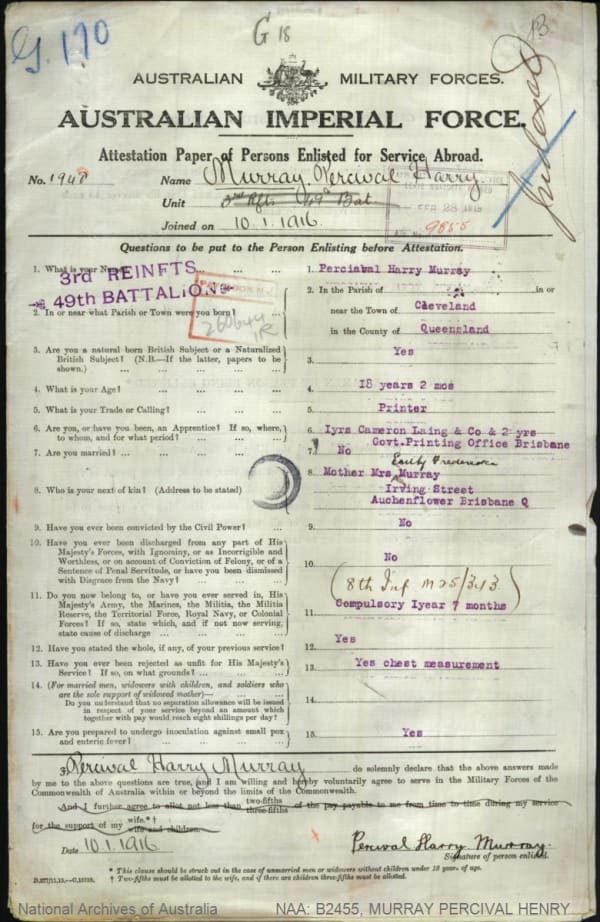 G.170
G 18
13
AUSTRALIAN MILITARY FORCES.
AUSTRALIAN IMPERIAL FORCE.
Attestation Paper of Persons Enlisted for Service Abroad.
Indexed
No. 1948 Name Murray, Percival Harry.
Unit 3rd Rfts 49th Bat
FEB 28 1916
9855
Joined on 10.1.1916
Questions to be put to the Person Enlisting before Attestation.
1. What is your Name? ... ... ... 1. Percialwal Harry Murray
3rd REINFTS.
49th BATTALION
260644
2. In or near what Parish or Town were you born? 2. In the Parish of in or
near the Town of Cleveland
in the County of Queensland
3. Are you a natural born British Subject or a Naturalized
British Subject? (N.B.—If the latter, papers to be
shown.) ... ... ... ... 3. Yes
4. What is your Age? ... ... ... 4. 18 years 2 mos
5. What is your Trade or Calling? ... ... ... 5. Printer
6. Are you, or have you been, an Apprentice? If so, where,
to whom, and for what period? ... ... ... 6. 1yrs Cameron Laing & Co & 2 yrs
Govt.Printing Office Brisbane
7. Are you married? ... ... ... ... 7. No
Emily Fredericka
8. Who is your next of kin? (Address to be stated) 8. Mother Mrs Murray
Irving Street
Auchenflower Brisbane Q
9. Have you ever been convicted by the Civil Power? ... 9. No
10. Have you ever been discharged from any part of His
Majesty's Forces, with Ignominy, or as Incorrigible and
Worthless, or on account of Conviction of Felony, or of a
Sentence of Penal Servitude, or have you been dismissed
with Disgrace from the Navy? ... ... ... 10. No
(8th Inf M25/343)
11. Do you now belong to, or have you ever served in, His
Majesty's Army, the Marines, the Militia, the Militia
Reserve, the Territorial Force, Royal Navy, or Colonial
Forces? If so, state which, and if not now serving,
state cause of discharge ... ... ... ... 11. Compulsory 1year 7 months
12. Have you stated the whole, if any, of your previous service? 12. Yes
13. Have you ever been rejected as unfit for His Majesty's
Service? If so, on what grounds? ... ... ... 13. Yes chest measurement
14. (For married men, widowers with children, and soldiers who
are the sole support of widowed mother)—
Do you understand that no separation allowance will be issued
in respect of your service beyond an amount which
together with pay would reach eight shillings per day? 14.
15. Are you prepared to undergo inoculation against small pox
and enteric fever? ... ... ... ... 15. Yes
I, Percival Harry Murray do solemnly declare that the above answers made
by me to the above questions are true, and I am willing and hereby voluntarily agree to serve in the Military Forces of the
Commonwealth of Australia within or beyond the limits of the Commonwealth.
And I further agree to allot not less than two-fifths three-fifths of the pay payable to me from time to time during my service
for the support of my wife.*† wife and children.
Date 10.1.1916 Percival Harry Murray.
Signature of person enlisted.
* This clause should be struck out in the case of unmarried men or widowers without children under 18 years of age.
† Two-fifths must be allotted to the wife, and if there are children three-fifths must be allotted.
National Archives of Australia NAA: B2455, MURRAY PERCIVAL HENRY